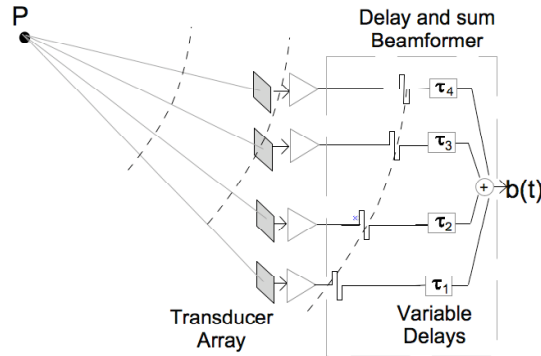 P
Delay and sum
Beamformer
τ4
τ3
+
b(t)
x
τ2
τ1
Transducer
Array
Variable
Delays